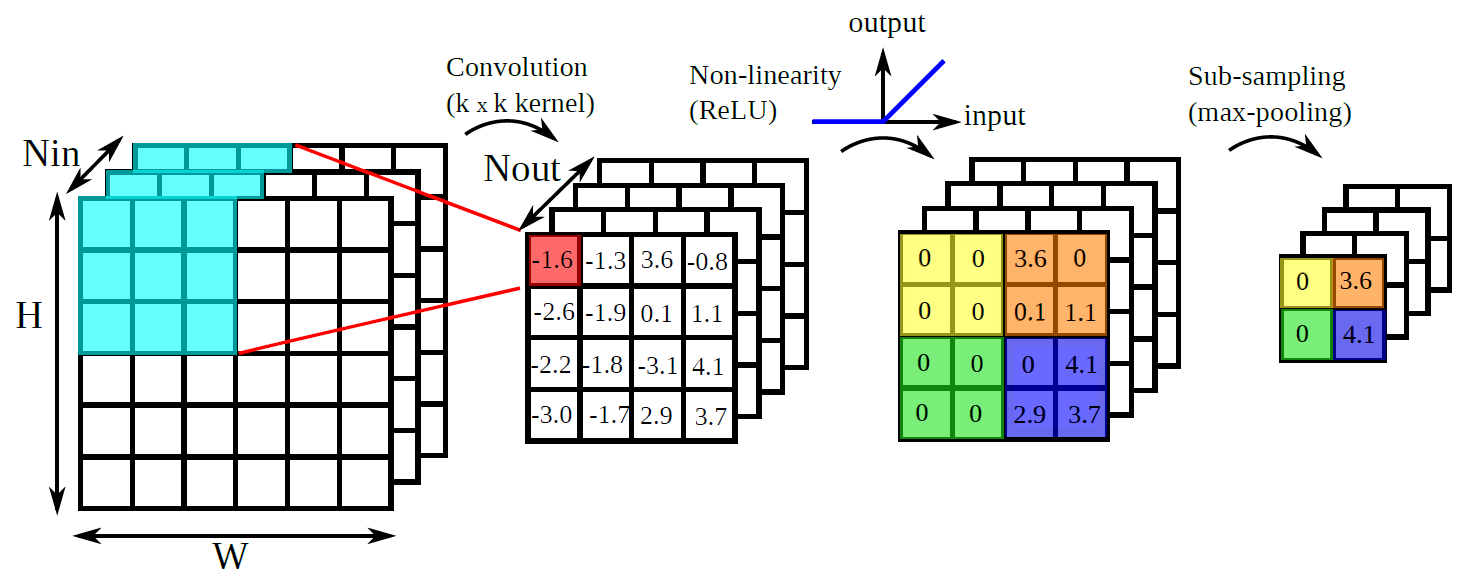 output
Convolution
(k x k kernel)
Non-linearity
(ReLU)
input
Sub-sampling
(max-pooling)
Nin
Nout
H
W
-1.6 -1.3 3.6 -0.8
-2.6 -1.9 0.1 1.1
-2.2 -1.8 -3.1 4.1
-3.0 -1.7 2.9 3.7
0 0 3.6 0
0 0 0.1 1.1
0 0 0 4.1
0 0 2.9 3.7
0 3.6
0 4.1